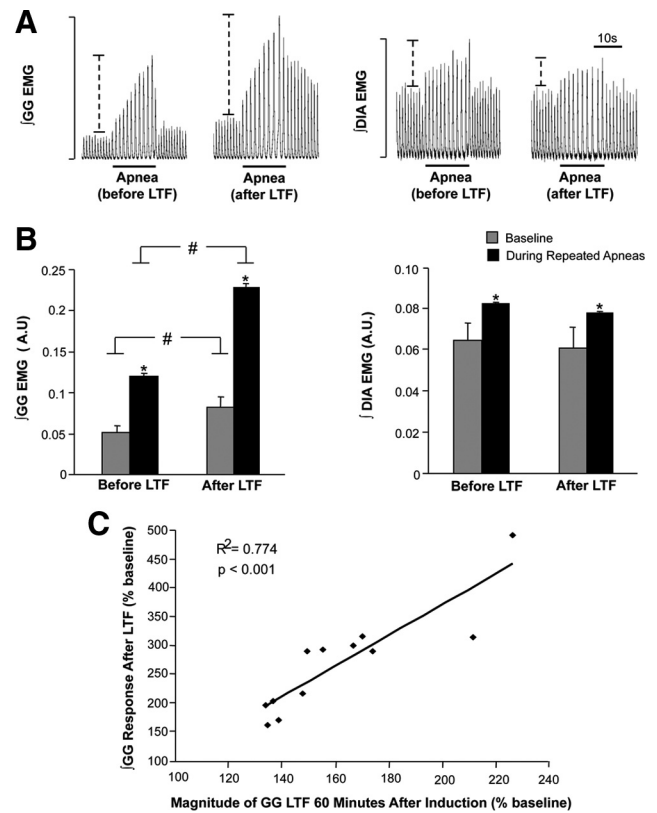 A
∫GG EMG
Apnea
(before LTF)
Apnea
(after LTF)
∫DIA EMG
10s
Apnea
(before LTF)
Apnea
(after LTF)
B
Baseline
During Repeated Apneas
∫GG EMG ( A.U)
0.25
0.2
0.15
0.1
0.05
0
#
#
*
*
Before LTF
After LTF
∫ DIA EMG (A.U.)
0.10
0.08
0.06
0.04
0.02
0
*
*
Before LTF
After LTF
C
∫GG Response After LTF (% baseline)
500
450
400
350
300
250
200
150
100
R2= 0.774
p < 0.001
100
120
140
160
180
200
220
240
Magnitude of GG LTF 60 Minutes After Induction (% baseline)